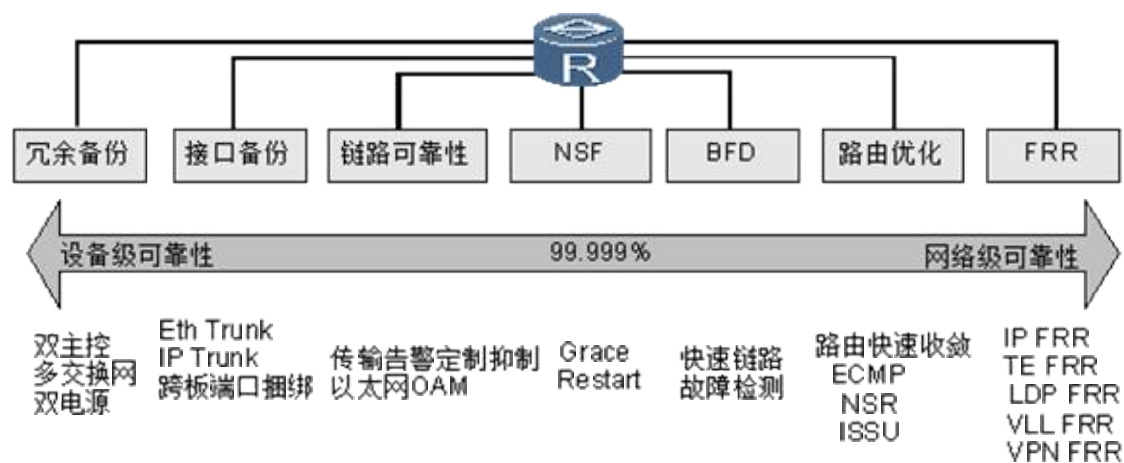 R
冗余备份
接口备份
链路可靠性
NSF
BFD
路由优化
FRR
设备级可靠性
99.999%
网络级可靠性
双主控
多交换网
双电源
Eth Trunk
IP Trunk
跨板端口捆绑
传输告警定制抑制
以太网OAM
Grace
Restart
快速链路
故障检测
路由快速收敛
ECMP
NSR
ISSU
IP FRR
TE FRR
LDP FRR
VLL FRR
VPN FRR